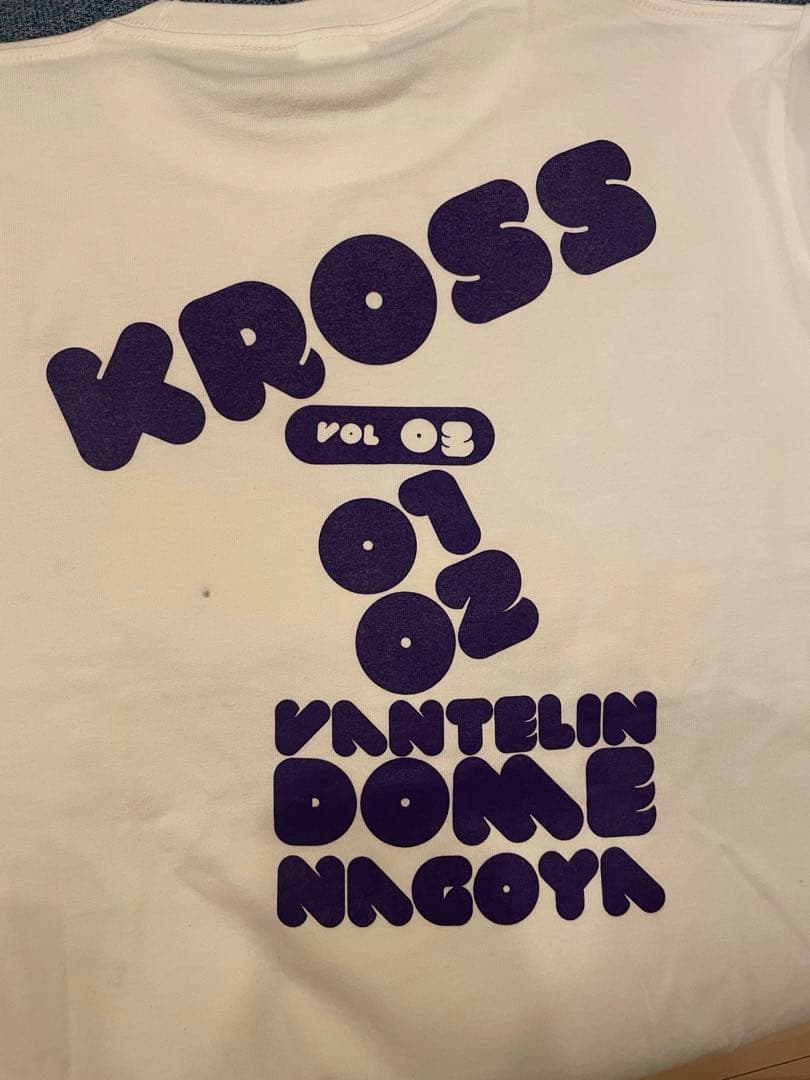 KROSS
VOL 03
01
02
VANTELIN
DOME
NAGOYA